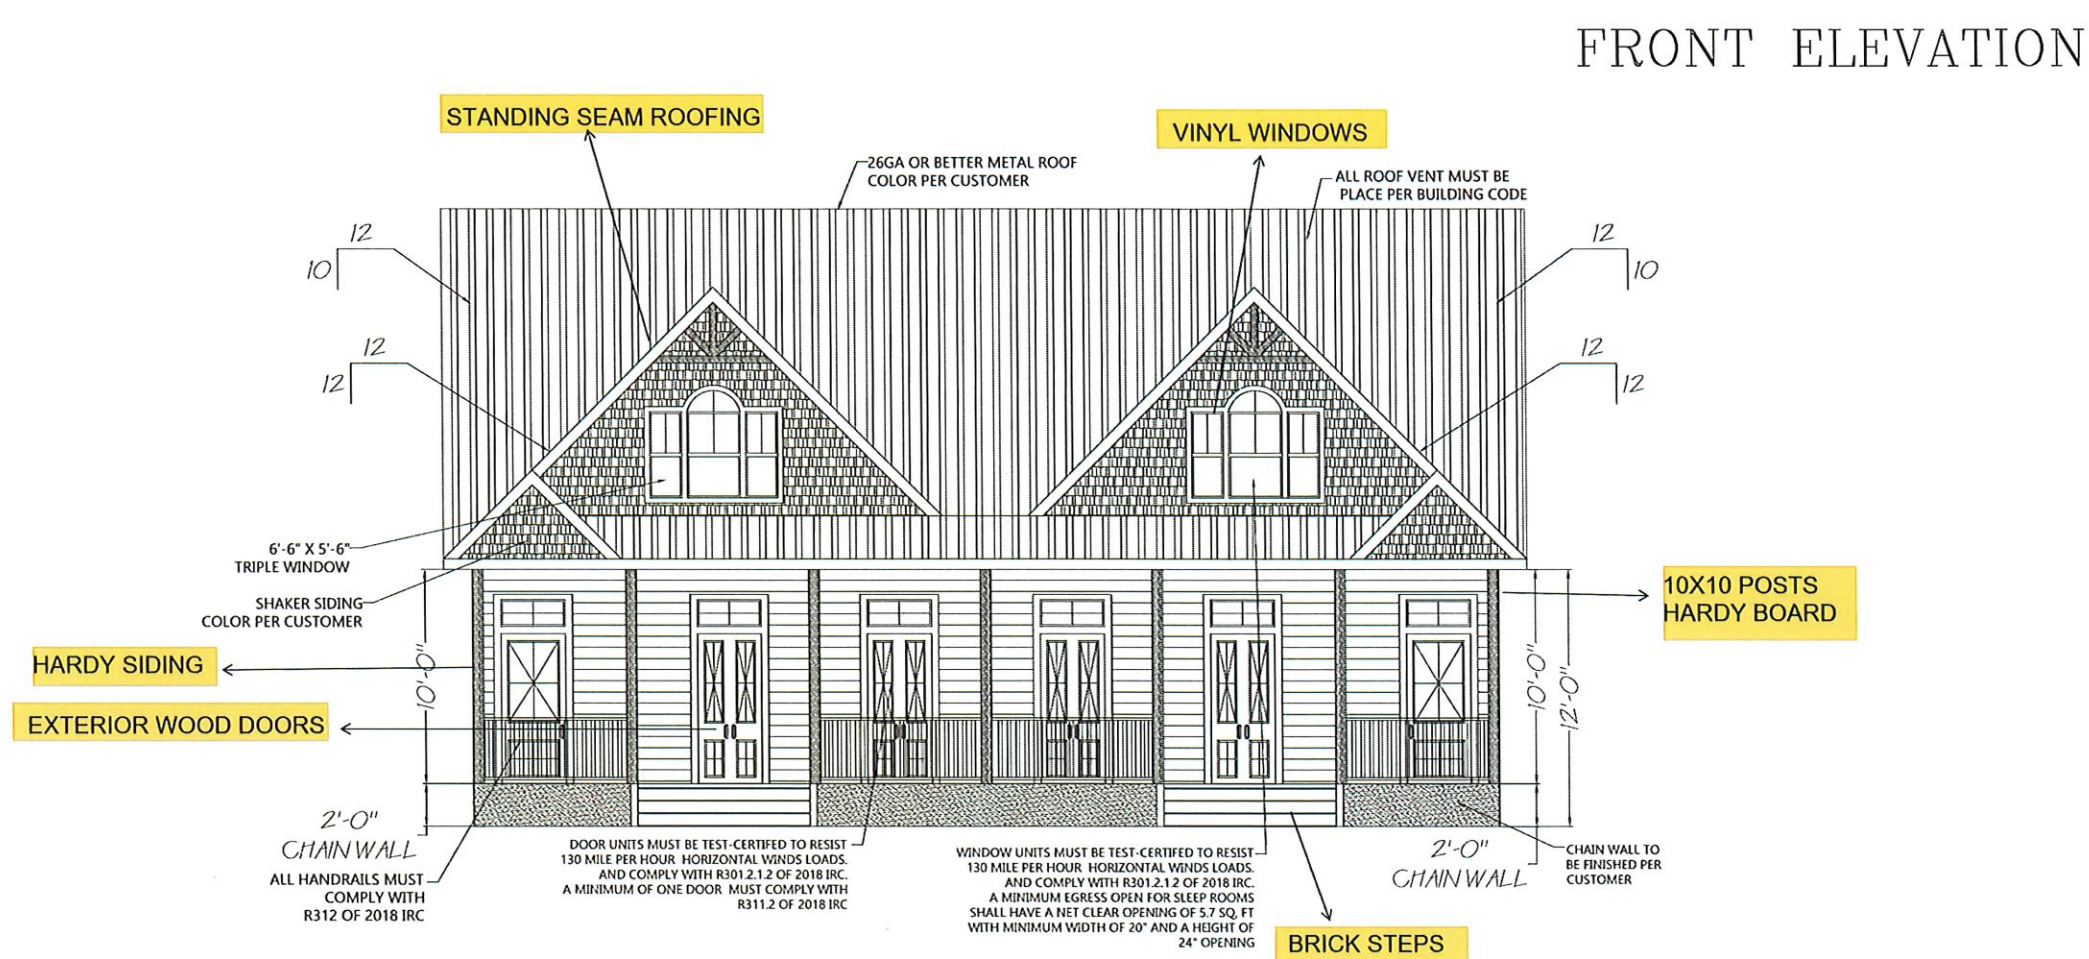 FRONT ELEVATION
STANDING SEAM ROOFING
VINYL WINDOWS
26GA OR BETTER METAL ROOF
COLOR PER CUSTOMER
ALL ROOF VENT MUST BE
PLACE PER BUILDING CODE
12
10
12
10
12
12
12
12
6'-6" X 5'-6"
TRIPLE WINDOW
SHAKER SIDING
COLOR PER CUSTOMER
10X10 POSTS
HARDY BOARD
HARDY SIDING
EXTERIOR WOOD DOORS
10'-0"
10'-0"
12'-0"
2'-0"
CHAIN WALL
ALL HANDRAILS MUST
COMPLY WITH
R312 OF 2018 IRC
DOOR UNITS MUST BE TEST-CERTIFED TO RESIST
130 MILE PER HOUR HORIZONTAL WINDS LOADS.
AND COMPLY WITH R301.2.1.2 OF 2018 IRC.
A MINIMUM OF ONE DOOR MUST COMPLY WITH
R311.2 OF 2018 IRC
WINDOW UNITS MUST BE TEST-CERTIFED TO RESIST
130 MILE PER HOUR HORIZONTAL WINDS LOADS.
AND COMPLY WITH R301.2.1.2 OF 2018 IRC.
A MINIMUM EGRESS OPEN FOR SLEEP ROOMS
SHALL HAVE A NET CLEAR OPENING OF 5.7 SQ, FT
WITH MINIMUM WIDTH OF 20" AND A HEIGHT OF
24" OPENING
2'-0"
CHAIN WALL
CHAIN WALL TO
BE FINISHED PER
CUSTOMER
BRICK STEPS